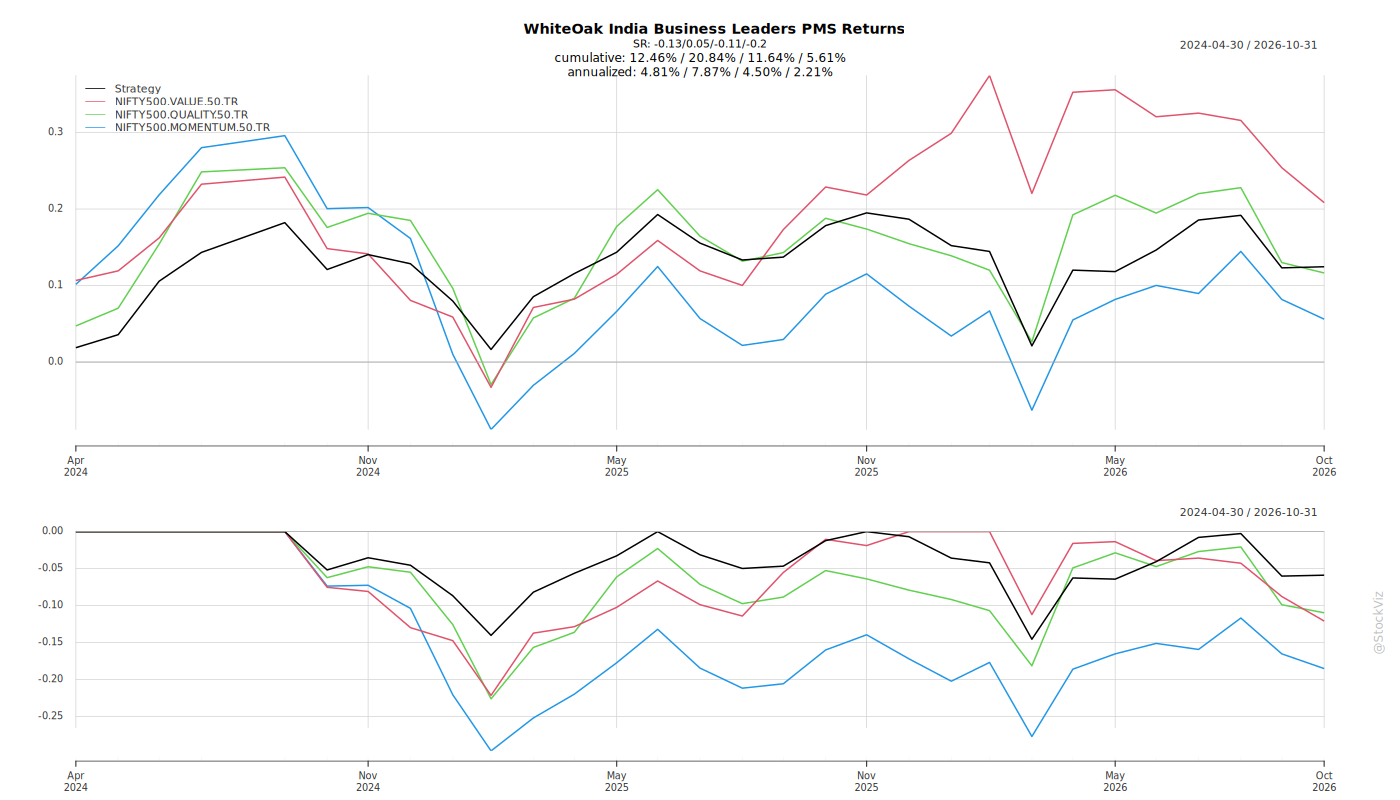 WhiteOak India Business Leaders PMS Returns
SR: -0.13/0.05/-0.11/-0.2
cumulative: 12.46% / 20.84% / 11.64% / 5.61%
annualized: 4.81% / 7.87% / 4.50% / 2.21%
2024-04-30 / 2026-10-31
Strategy
NIFTY500.VALUE.50.TR
NIFTY500.QUALITY.50.TR
NIFTY500.MOMENTUM.50.TR
0.3
0.2
0.1
0.0
Apr Nov May Nov May Oct
2024 2024 2025 2025 2026 2026
2024-04-30 / 2026-10-31
0.00
-0.05
-0.10
-0.15
-0.20
-0.25
Apr Nov May Nov May Oct
2024 2024 2025 2025 2026 2026
@StockViz